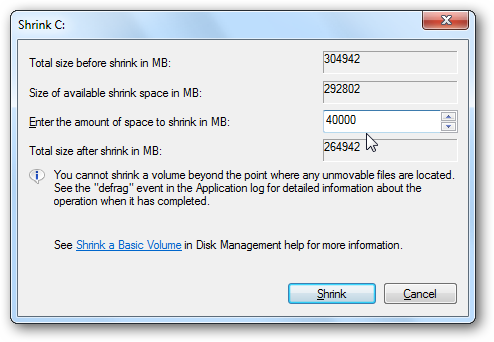 Shrink C:
Total size before shrink in MB: 304942
Size of available shrink space in MB: 292802
Enter the amount of space to shrink in MB: 40000
Total size after shrink in MB: 264942
You cannot shrink a volume beyond the point where any unmovable files are located.
See the "defrag" event in the Application log for detailed information about the
operation when it has completed.
See Shrink a Basic Volume in Disk Management help for more information.
Shrink Cancel